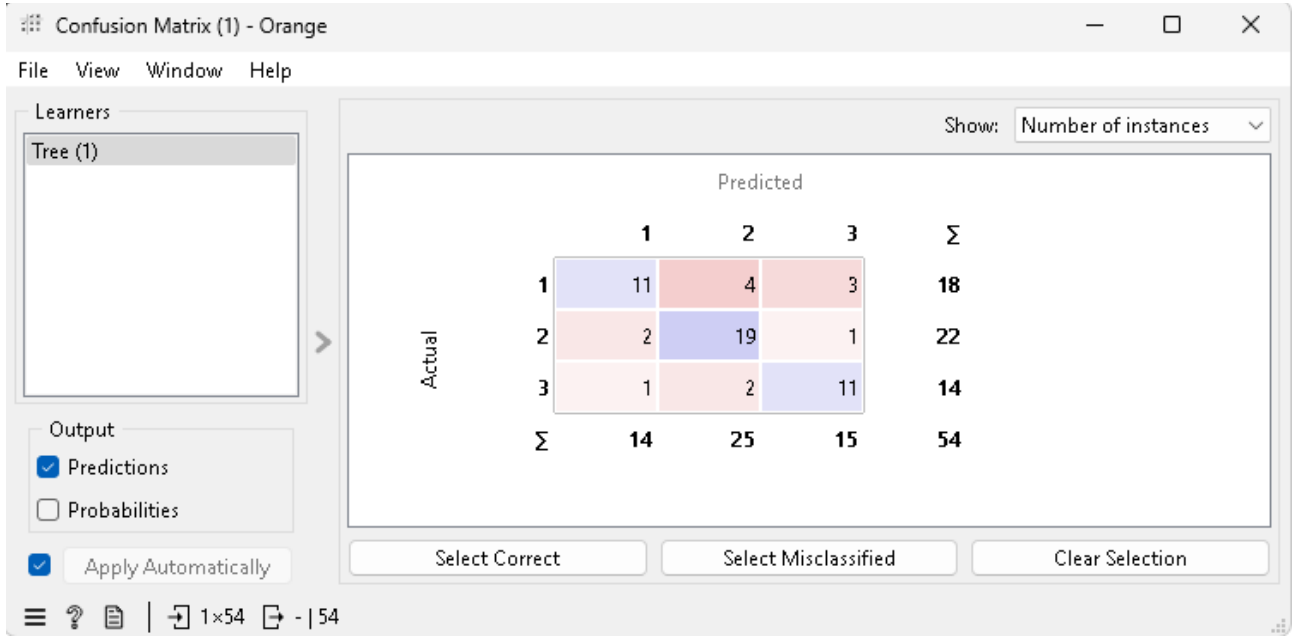 Confusion Matrix (1) - Orange
File View Window Help
Learners
Tree (1)
Show: Number of instances
Predicted
1 2 3 Σ
1 11 4 3 18
Actual
2 2 19 1 22
3 1 2 11 14
Σ 14 25 15 54
Output
Predictions
Probabilities
Apply Automatically
Select Correct Select Misclassified Clear Selection
1×54 - | 54